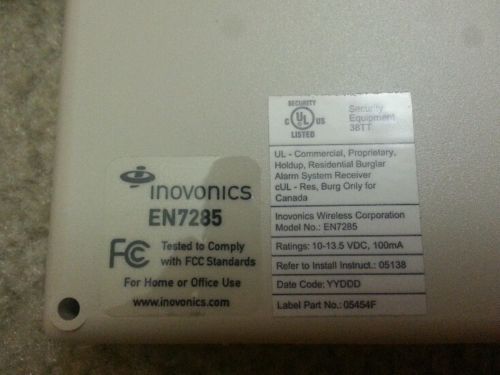 inovonics
EN7285
FC Tested to Comply
with FCC Standards
For Home or Office Use
www.inovonics.com
SECURITY
C UL US
LISTED
Security
Equipment
38TT
UL - Commercial, Proprietary,
Holdup, Residential Burglar
Alarm System Receiver
cUL - Res, Burg Only for
Canada
Inovonics Wireless Corporation
Model No.: EN7285
Ratings: 10-13.5 VDC, 100mA
Refer to Install Instruct.: 05138
Date Code: YYDDD
Label Part No.: 05454F